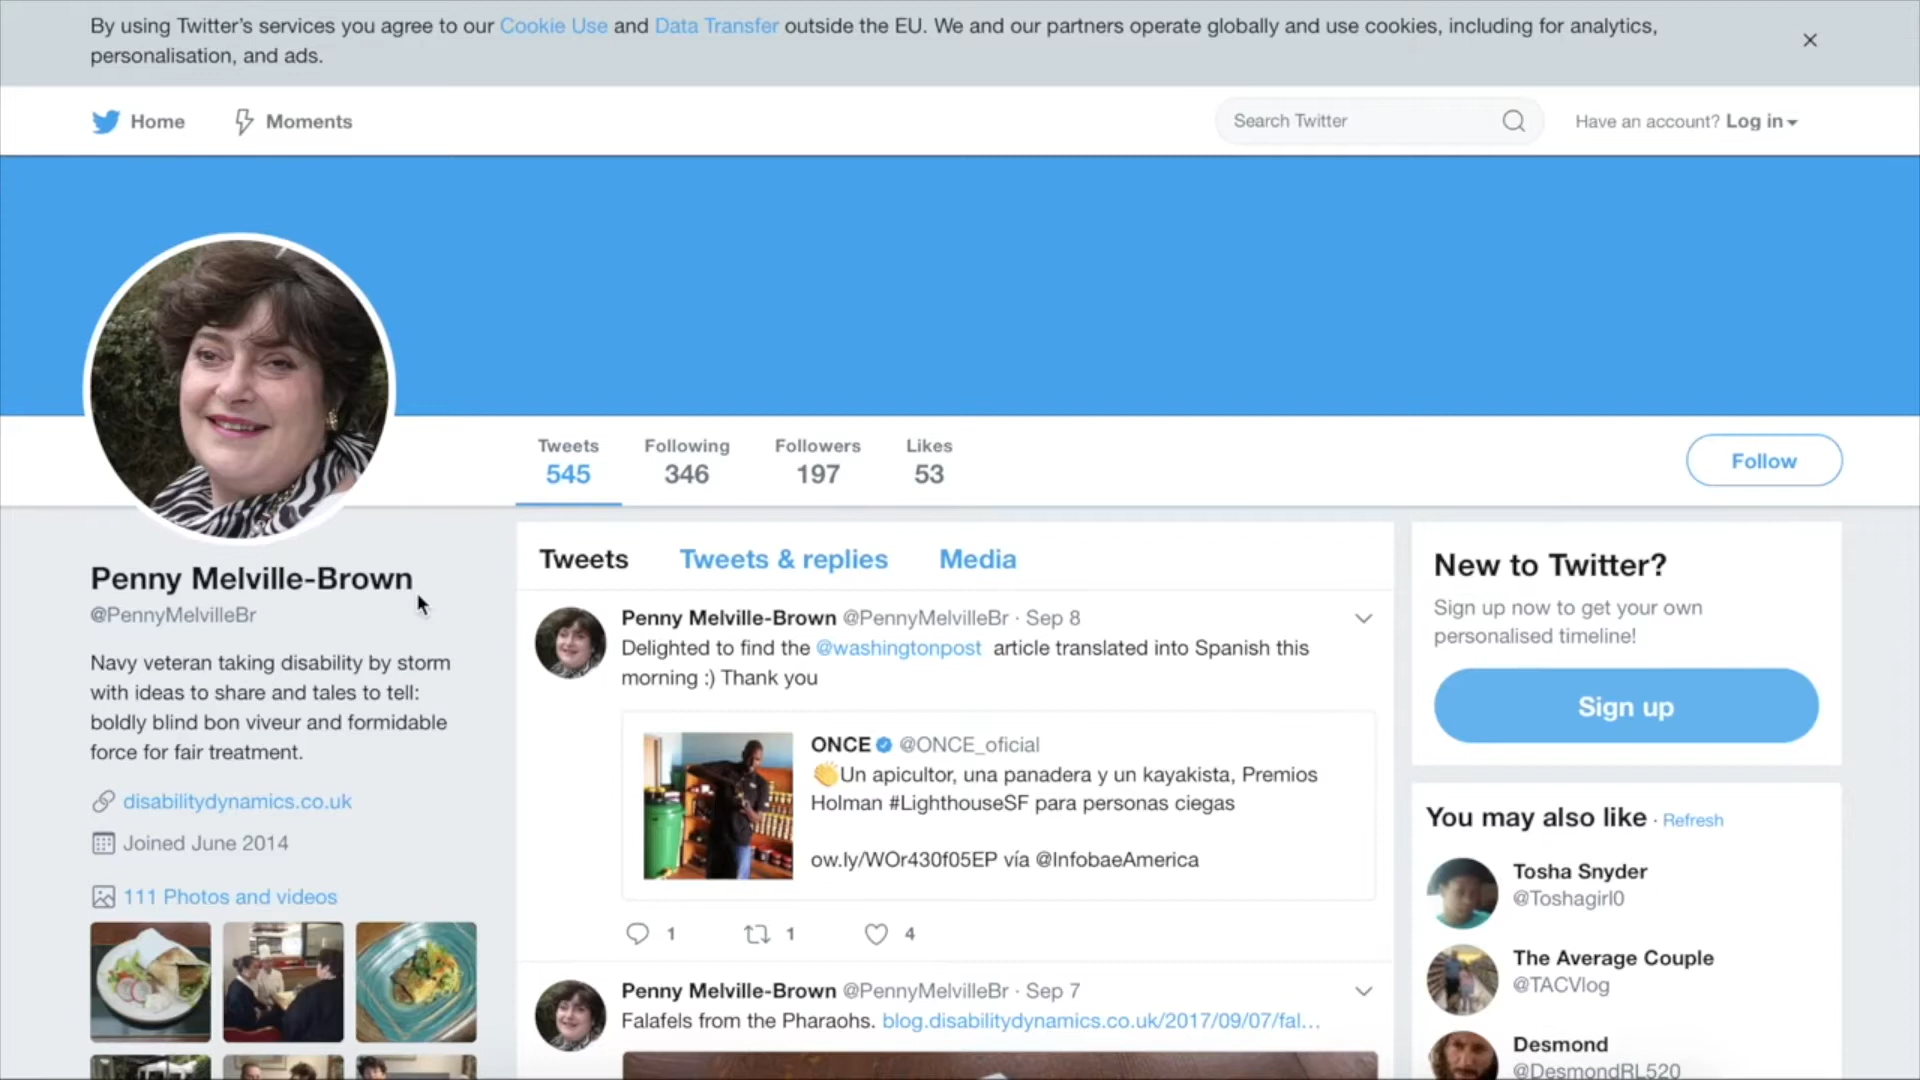 By using Twitter's services you agree to our Cookie Use and Data Transfer outside the EU. We and our partners operate globally and use cookies, including for analytics,
personalisation, and ads.
Home
Moments
Search Twitter
Have an account? Log in
Tweets
545
Following
346
Followers
197
Likes
53
Follow
Penny Melville-Brown
@PennyMelvilleBr
Navy veteran taking disability by storm
with ideas to share and tales to tell:
boldly blind bon viveur and formidable
force for fair treatment.
disabilitydynamics.co.uk
Joined June 2014
111 Photos and videos
Tweets
Tweets & replies
Media
Penny Melville-Brown @PennyMelvilleBr · Sep 8
Delighted to find the @washingtonpost article translated into Spanish this
morning :) Thank you
ONCE @ONCE_oficial
👏Un apicultor, una panadera y un kayakista, Premios
Holman #LighthouseSF para personas ciegas
ow.ly/WOr430f05EP vía @InfobaeAmerica
1
1
4
Penny Melville-Brown @PennyMelvilleBr · Sep 7
Falafels from the Pharaohs. blog.disabilitydynamics.co.uk/2017/09/07/fal…
New to Twitter?
Sign up now to get your own
personalised timeline!
Sign up
You may also like · Refresh
Tosha Snyder
@Toshagirl0
The Average Couple
@TACVlog
Desmond
@DesmondRL520